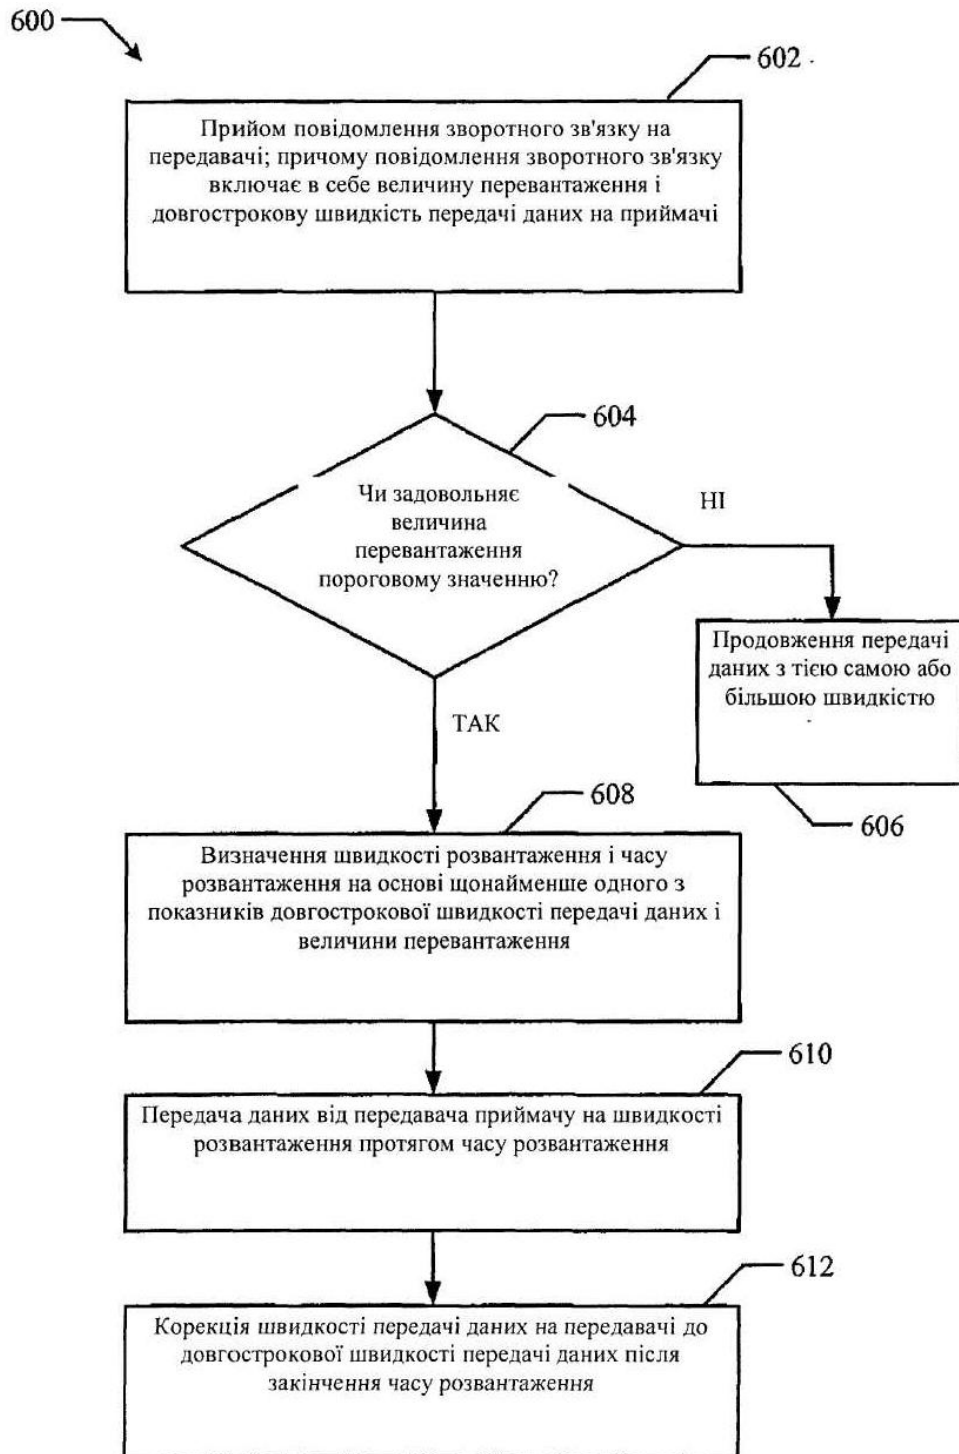 600
602
Прийом повідомлення зворотного зв'язку на
передавачі; причому повідомлення зворотного зв'язку
включає в себе величину перевантаження і
довгострокову швидкість передачі даних на приймачі
604
Чи задовольняє
величина
перевантаження
пороговому значенню?
НІ
Продовження передачі
даних з тією самою або
більшою швидкістю
606
ТАК
608
Визначення швидкості розвантаження і часу
розвантаження на основі щонайменше одного з
показників довгострокової швидкості передачі даних і
величини перевантаження
610
Передача даних від передавача приймачу на швидкості
розвантаження протягом часу розвантаження
612
Корекція швидкості передачі даних на передавачі до
довгострокової швидкості передачі даних після
закінчення часу розвантаження